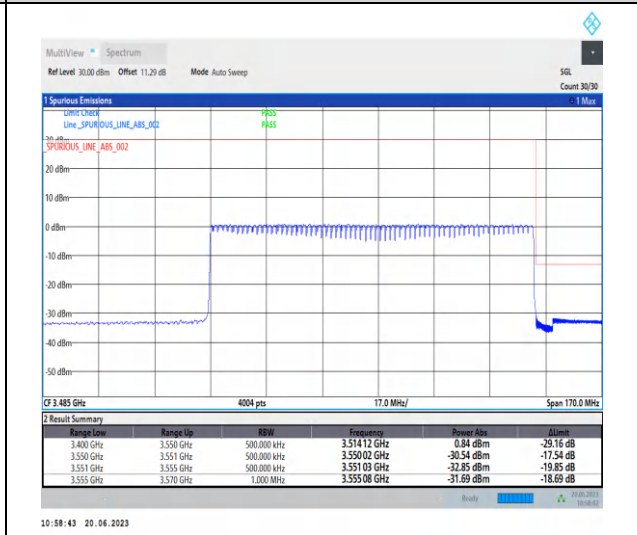 MultiView Spectrum
Ref Level 30.00 dBm Offset 11.29 dB Mode Auto Sweep SGL
Count 30/30
1 Spurious Emissions 1 Max
Limit Check PASS
Line _SPURIOUS_LINE_ABS_002 PASS
30 dBm
_SPURIOUS_LINE_ABS_002
20 dBm
10 dBm
0 dBm
-10 dBm
-20 dBm
-30 dBm
-40 dBm
-50 dBm
CF 3.485 GHz 4004 pts 17.0 MHz/ Span 170.0 MHz
2 Result Summary
Range Low Range Up RBW Frequency Power Abs ΔLimit
3.400 GHz 3.550 GHz 500.000 kHz 3.51412 GHz 0.84 dBm -29.16 dB
3.550 GHz 3.551 GHz 500.000 kHz 3.55002 GHz -30.54 dBm -17.54 dB
3.551 GHz 3.555 GHz 500.000 kHz 3.55103 GHz -32.85 dBm -19.85 dB
3.555 GHz 3.570 GHz 1.000 MHz 3.55508 GHz -31.69 dBm -18.69 dB
Ready 20.06.2023
10:58:42
10:58:43 20.06.2023